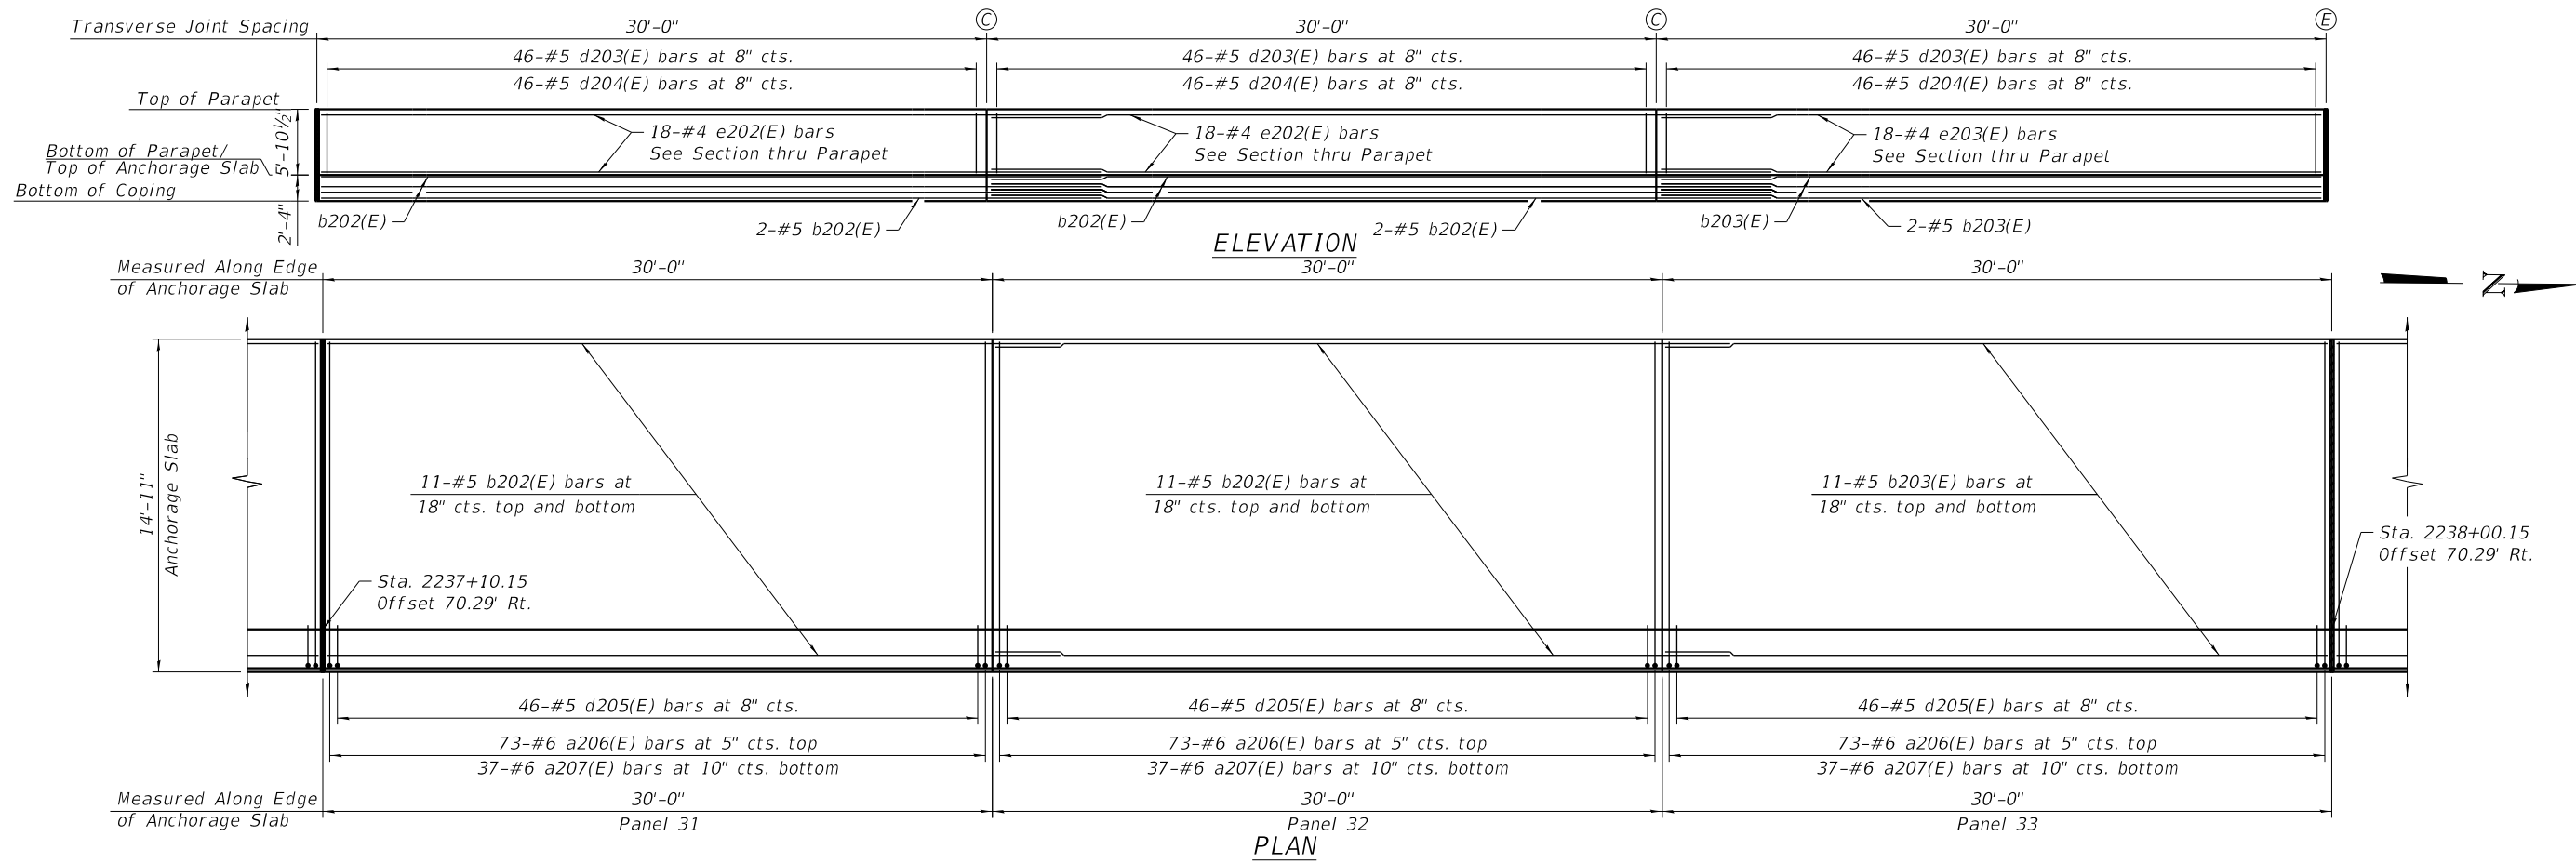 Transverse Joint Spacing
30'-0"
C
30'-0"
C
30'-0"
E
46-#5 d203(E) bars at 8" cts.
46-#5 d204(E) bars at 8" cts.
46-#5 d203(E) bars at 8" cts.
46-#5 d204(E) bars at 8" cts.
46-#5 d203(E) bars at 8" cts.
46-#5 d204(E) bars at 8" cts.
Top of Parapet
5'-10½"
Bottom of Parapet/
Top of Anchorage Slab
Bottom of Coping
2'-4"
18-#4 e202(E) bars
See Section thru Parapet
18-#4 e202(E) bars
See Section thru Parapet
18-#4 e203(E) bars
See Section thru Parapet
b202(E)
2-#5 b202(E)
b202(E)
2-#5 b202(E)
b203(E)
2-#5 b203(E)
ELEVATION
Measured Along Edge
of Anchorage Slab
30'-0"
30'-0"
30'-0"
N
14'-11"
Anchorage Slab
11-#5 b202(E) bars at
18" cts. top and bottom
11-#5 b202(E) bars at
18" cts. top and bottom
11-#5 b203(E) bars at
18" cts. top and bottom
Sta. 2237+10.15
Offset 70.29' Rt.
Sta. 2238+00.15
Offset 70.29' Rt.
46-#5 d205(E) bars at 8" cts.
46-#5 d205(E) bars at 8" cts.
46-#5 d205(E) bars at 8" cts.
73-#6 a206(E) bars at 5" cts. top
37-#6 a207(E) bars at 10" cts. bottom
73-#6 a206(E) bars at 5" cts. top
37-#6 a207(E) bars at 10" cts. bottom
73-#6 a206(E) bars at 5" cts. top
37-#6 a207(E) bars at 10" cts. bottom
Measured Along Edge
of Anchorage Slab
30'-0"
Panel 31
30'-0"
Panel 32
30'-0"
Panel 33
PLAN